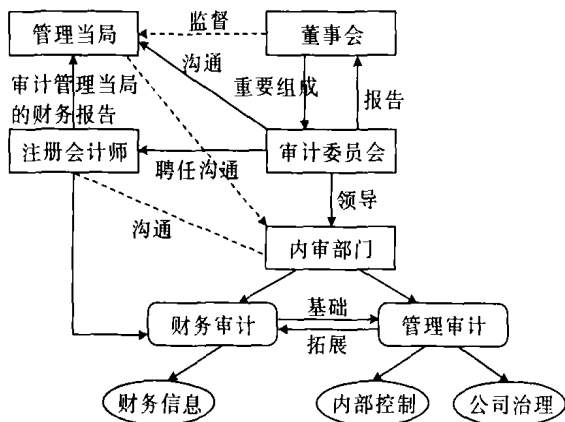 监督
管理当局
董事会
沟通
重要组成
报告
审计管理当局
的财务报告
注册会计师
审计委员会
聘任沟通
领导
沟通
内审部门
基础
财务审计
管理审计
拓展
财务信息
内部控制
公司治理